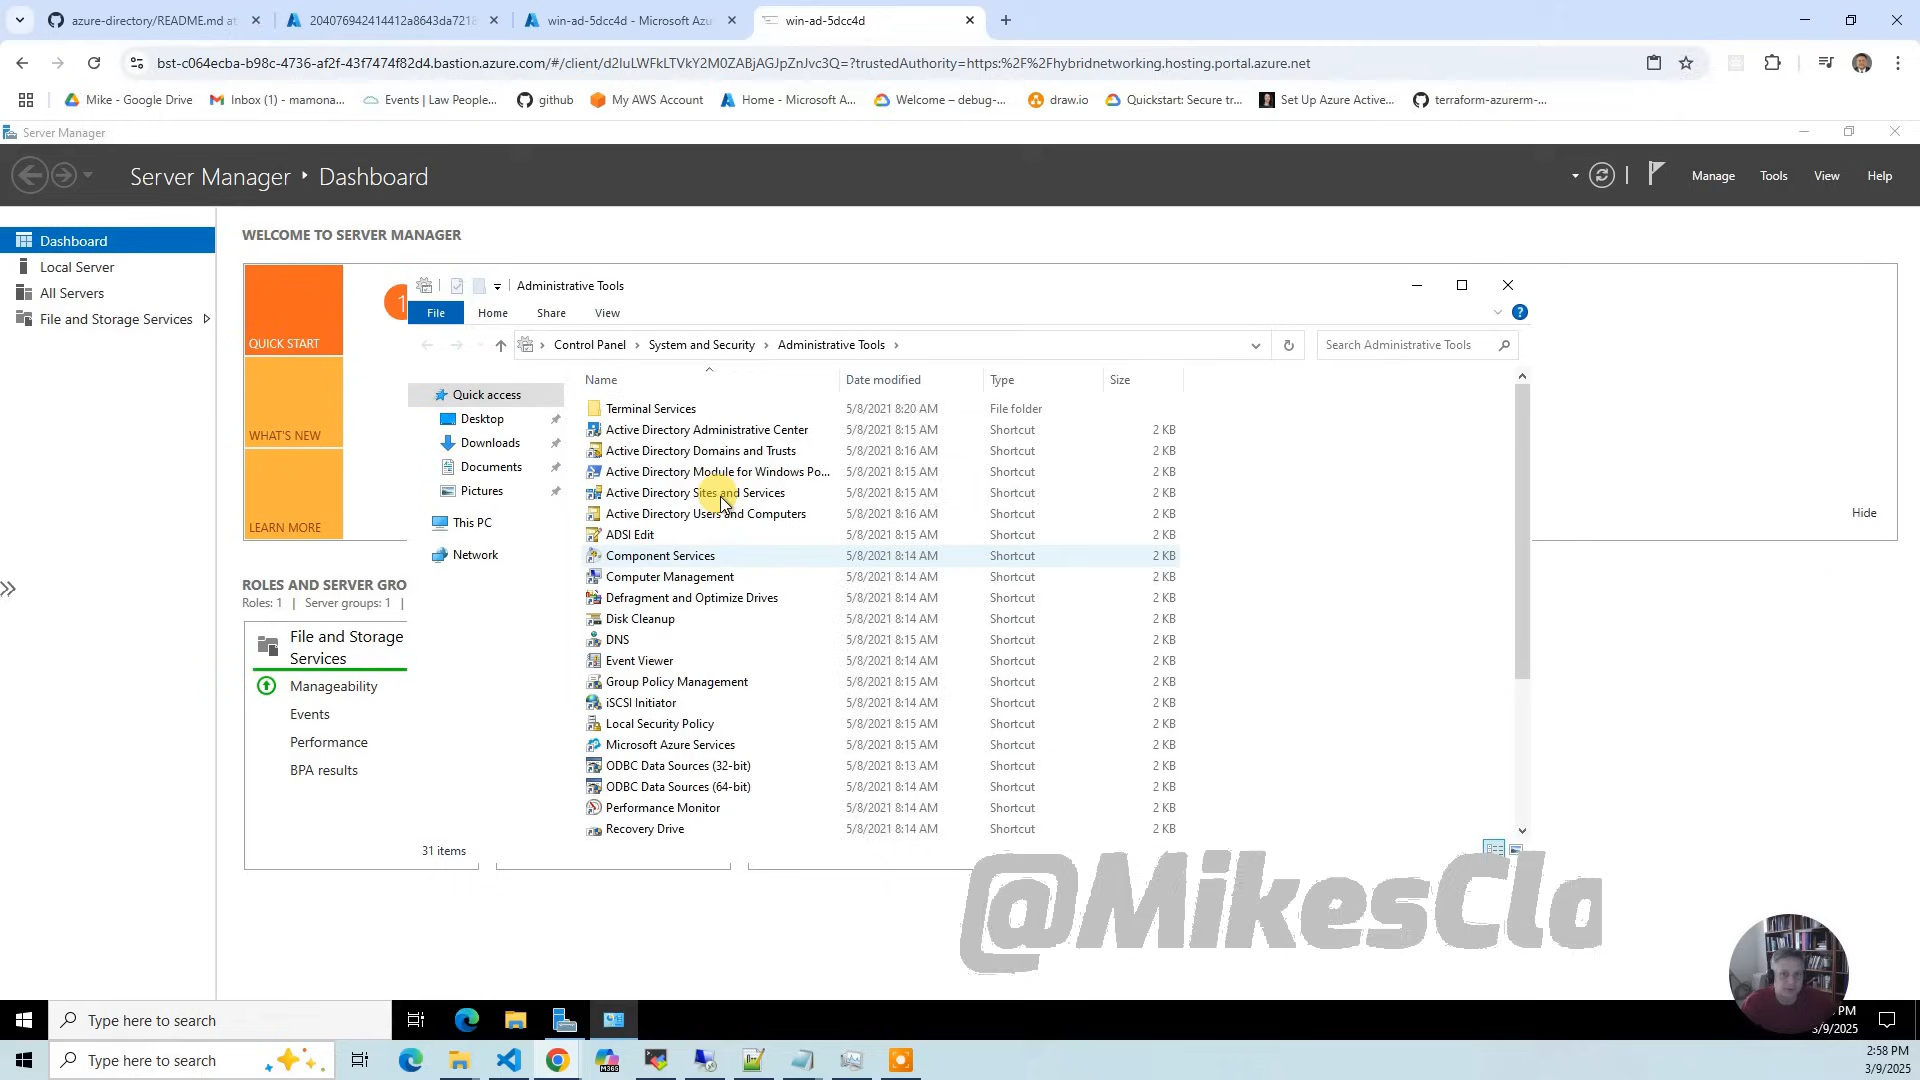 azure-directory/README.md at
204076942414412a8643da7218
win-ad-5dcc4d - Microsoft Azu
win-ad-5dcc4d
bst-c064ecba-b98c-4736-af2f-43f7474f82d4.bastion.azure.com/#/client/d2luLWFkLTVkY2M0ZABjAGJpZnJvc3Q=?trustedAuthority=https:%2F%2Fhybridnetworking.hosting.portal.azure.net
Mike - Google Drive
Inbox (1) - mamona...
Events | Law People...
github
My AWS Account
Home - Microsoft A...
Welcome – debug-...
draw.io
Quickstart: Secure tr...
Set Up Azure Active...
terraform-azurerm-...
Server Manager
Server Manager • Dashboard
Manage
Tools
View
Help
Dashboard
Local Server
All Servers
File and Storage Services
WELCOME TO SERVER MANAGER
QUICK START
WHAT'S NEW
LEARN MORE
1
Hide
ROLES AND SERVER GRO
Roles: 1 | Server groups: 1 |
File and Storage
Services
Manageability
Events
Performance
BPA results
Administrative Tools
File
Home
Share
View
Control Panel > System and Security > Administrative Tools >
Search Administrative Tools
Quick access
Desktop
Downloads
Documents
Pictures
This PC
Network
Name Date modified Type Size
Terminal Services 5/8/2021 8:20 AM File folder
Active Directory Administrative Center 5/8/2021 8:15 AM Shortcut 2 KB
Active Directory Domains and Trusts 5/8/2021 8:16 AM Shortcut 2 KB
Active Directory Module for Windows Po... 5/8/2021 8:15 AM Shortcut 2 KB
Active Directory Sites and Services 5/8/2021 8:15 AM Shortcut 2 KB
Active Directory Users and Computers 5/8/2021 8:16 AM Shortcut 2 KB
ADSI Edit 5/8/2021 8:15 AM Shortcut 2 KB
Component Services 5/8/2021 8:14 AM Shortcut 2 KB
Computer Management 5/8/2021 8:14 AM Shortcut 2 KB
Defragment and Optimize Drives 5/8/2021 8:14 AM Shortcut 2 KB
Disk Cleanup 5/8/2021 8:14 AM Shortcut 2 KB
DNS 5/8/2021 8:15 AM Shortcut 2 KB
Event Viewer 5/8/2021 8:14 AM Shortcut 2 KB
Group Policy Management 5/8/2021 8:15 AM Shortcut 2 KB
iSCSI Initiator 5/8/2021 8:14 AM Shortcut 2 KB
Local Security Policy 5/8/2021 8:15 AM Shortcut 2 KB
Microsoft Azure Services 5/8/2021 8:15 AM Shortcut 2 KB
ODBC Data Sources (32-bit) 5/8/2021 8:13 AM Shortcut 2 KB
ODBC Data Sources (64-bit) 5/8/2021 8:14 AM Shortcut 2 KB
Performance Monitor 5/8/2021 8:14 AM Shortcut 2 KB
Recovery Drive 5/8/2021 8:14 AM Shortcut 2 KB
31 items
@MikesCla
Type here to search
PM
3/9/2025
Type here to search
M365
2:58 PM
3/9/2025